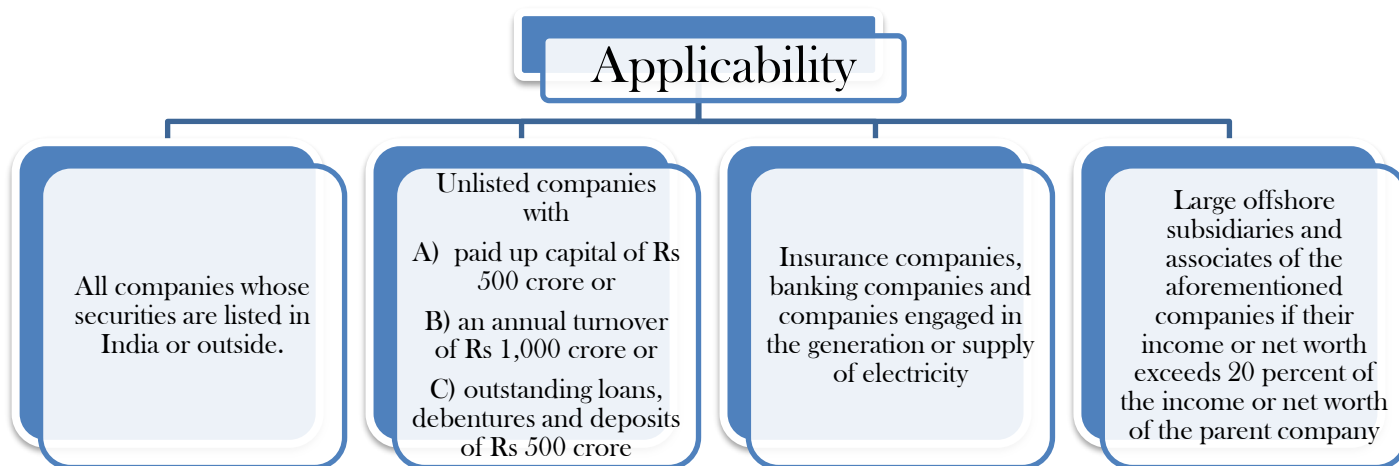 Applicability
All companies whose
securities are listed in
India or outside.
Unlisted companies
with
A) paid up capital of Rs
500 crore or
B) an annual turnover
of Rs 1,000 crore or
C) outstanding loans,
debentures and deposits
of Rs 500 crore
Insurance companies,
banking companies and
companies engaged in
the generation or supply
of electricity
Large offshore
subsidiaries and
associates of the
aforementioned
companies if their
income or net worth
exceeds 20 percent of
the income or net worth
of the parent company